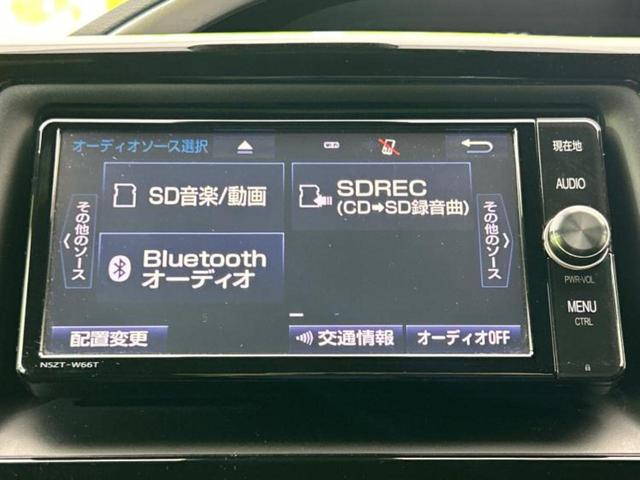 オーディオソース選択
Wi-Fi
現在地
SD音楽/動画
SDREC
(CD➡SD録音曲)
AUDIO
その他のソース
その他のソース
Bluetooth
オーディオ
PWR•VOL
MENU
CTRL
配置変更
交通情報
オーディオOFF
NSZT-W66T